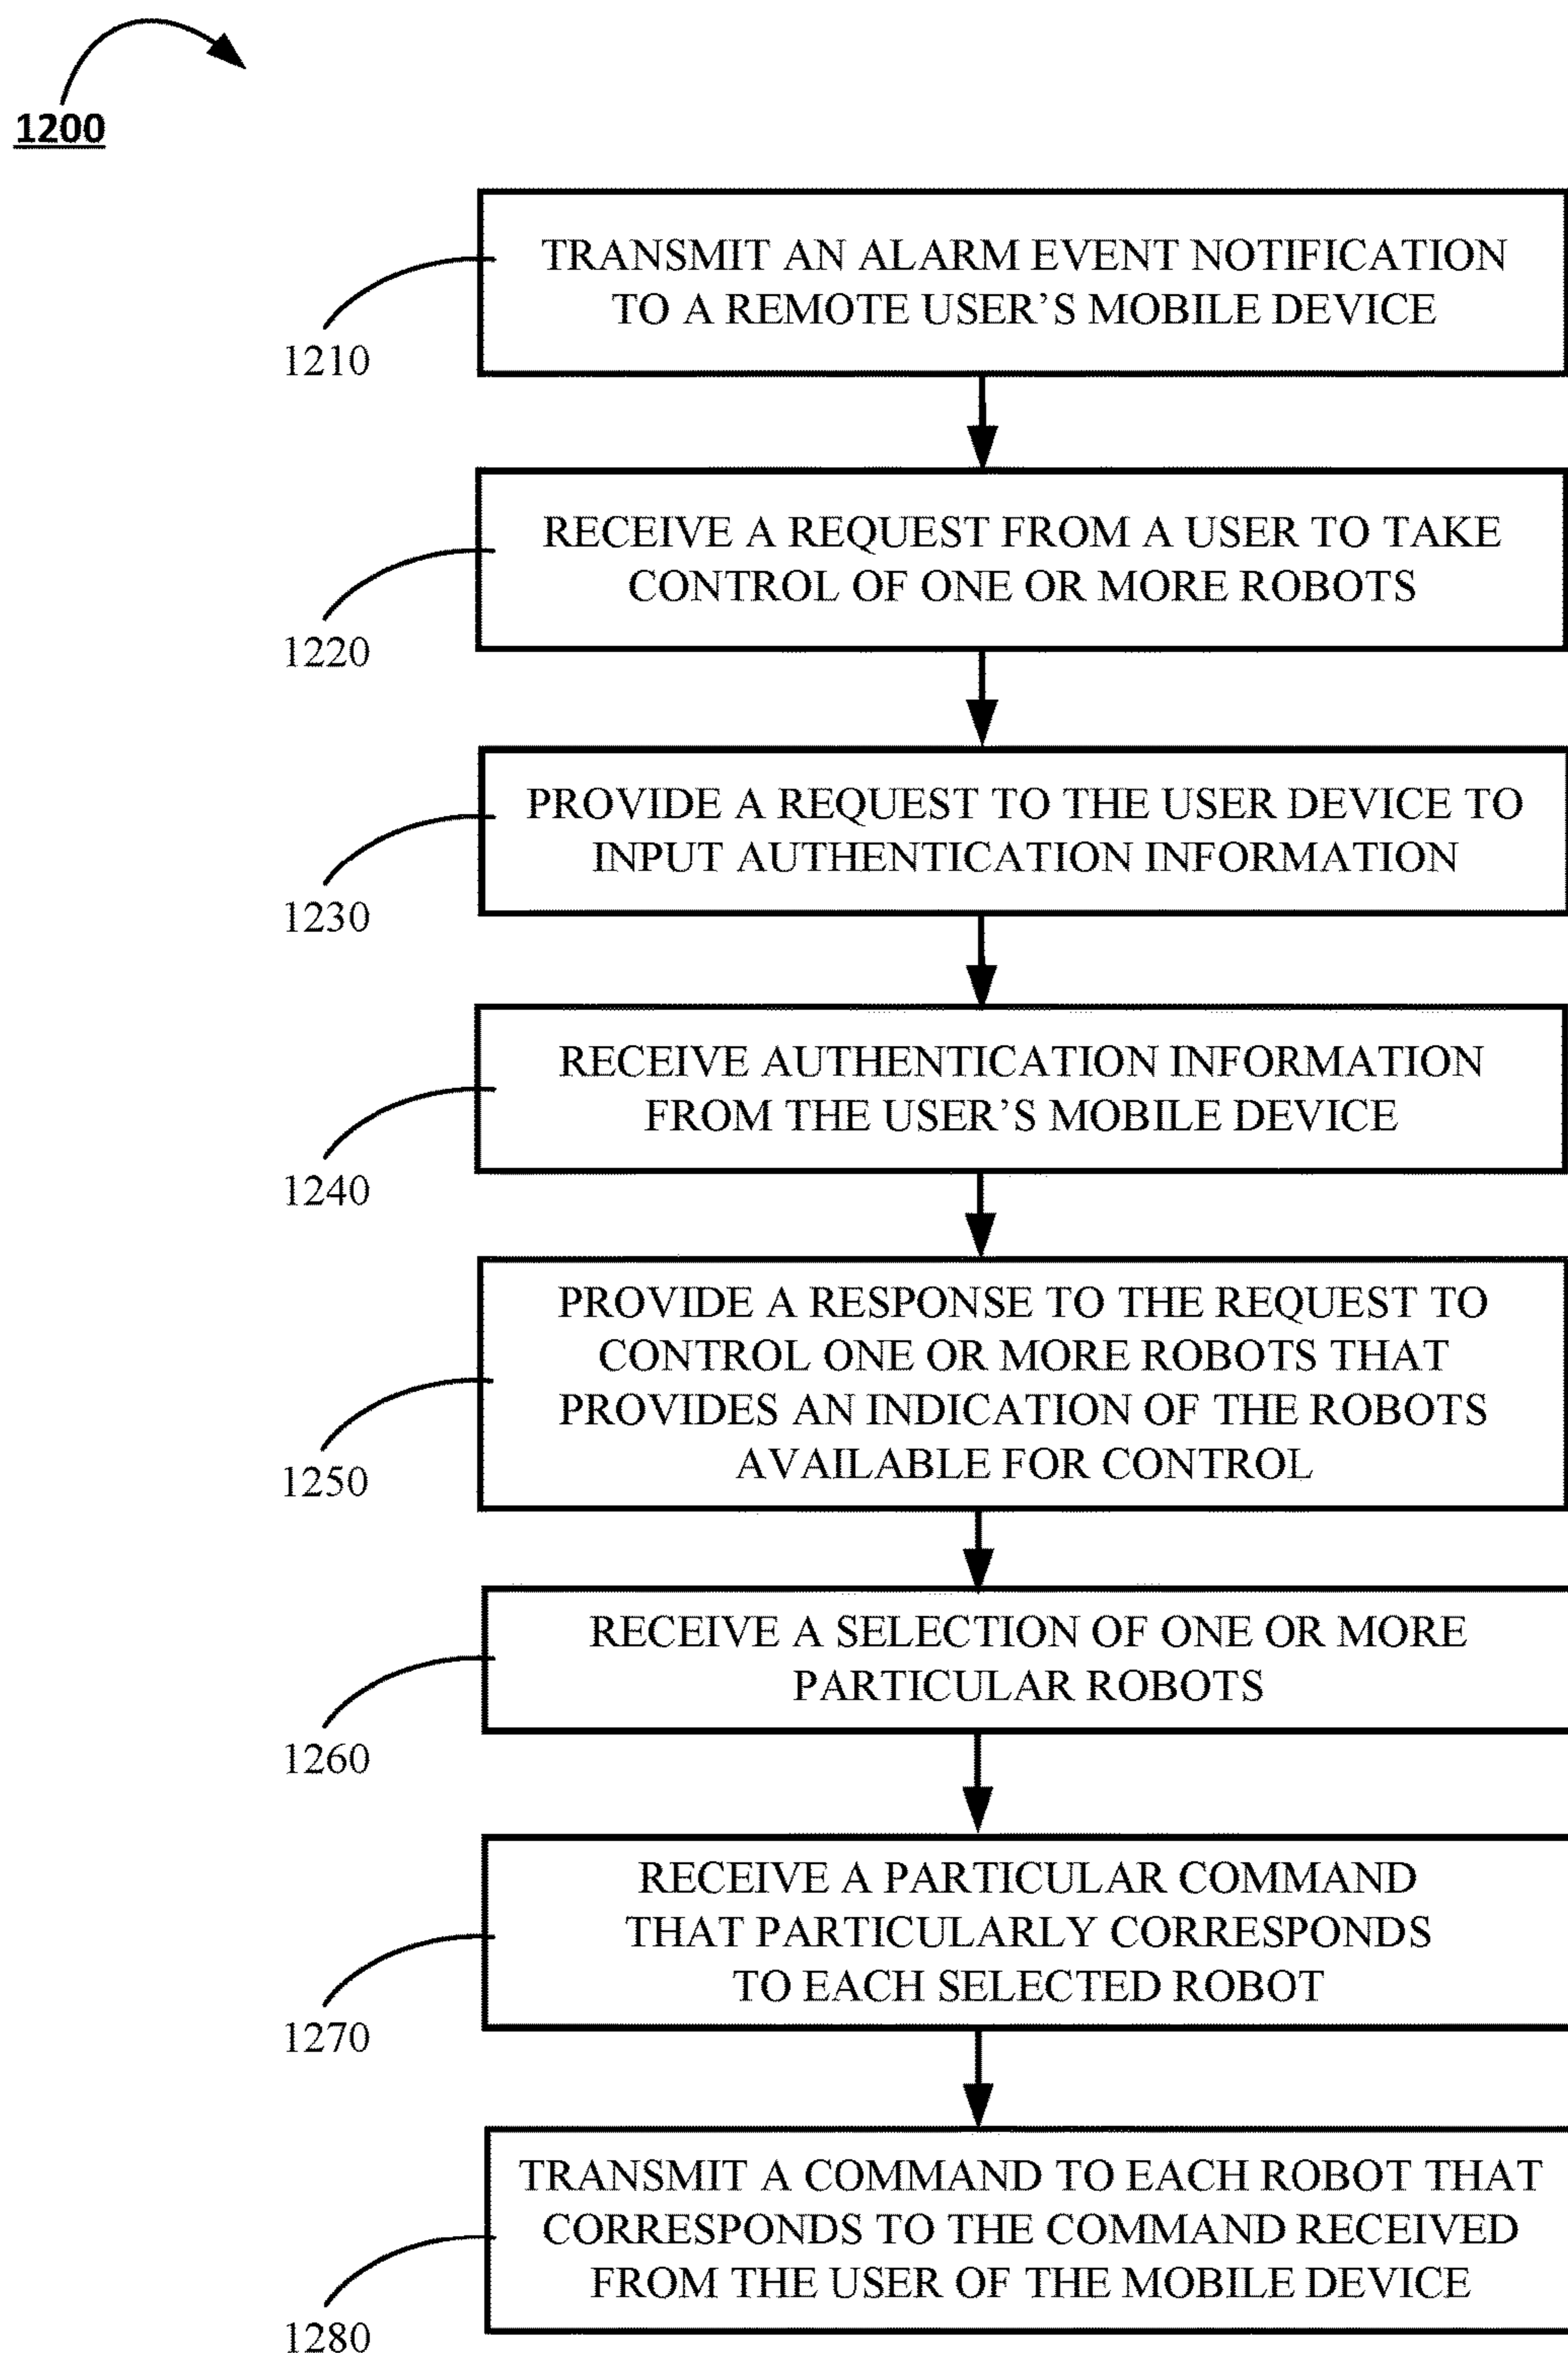 1200
TRANSMIT AN ALARM EVENT NOTIFICATION
TO A REMOTE USER’S MOBILE DEVICE
1210
RECEIVE A REQUEST FROM A USER TO TAKE
CONTROL OF ONE OR MORE ROBOTS
1220
PROVIDE A REQUEST TO THE USER DEVICE TO
INPUT AUTHENTICATION INFORMATION
1230
RECEIVE AUTHENTICATION INFORMATION
FROM THE USER’S MOBILE DEVICE
1240
PROVIDE A RESPONSE TO THE REQUEST TO
CONTROL ONE OR MORE ROBOTS THAT
PROVIDES AN INDICATION OF THE ROBOTS
AVAILABLE FOR CONTROL
1250
RECEIVE A SELECTION OF ONE OR MORE
PARTICULAR ROBOTS
1260
RECEIVE A PARTICULAR COMMAND
THAT PARTICULARLY CORRESPONDS
TO EACH SELECTED ROBOT
1270
TRANSMIT A COMMAND TO EACH ROBOT THAT
CORRESPONDS TO THE COMMAND RECEIVED
FROM THE USER OF THE MOBILE DEVICE
1280